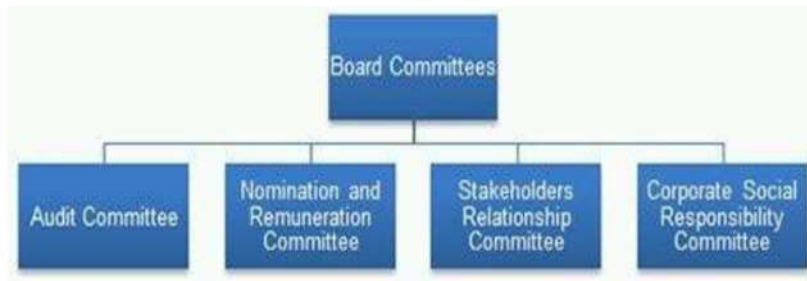 Board Committees
Audit Committee
Nomination and
Remuneration
Committee
Stakeholders
Relationship
Committee
Corporate Social
Responsibility
Committee